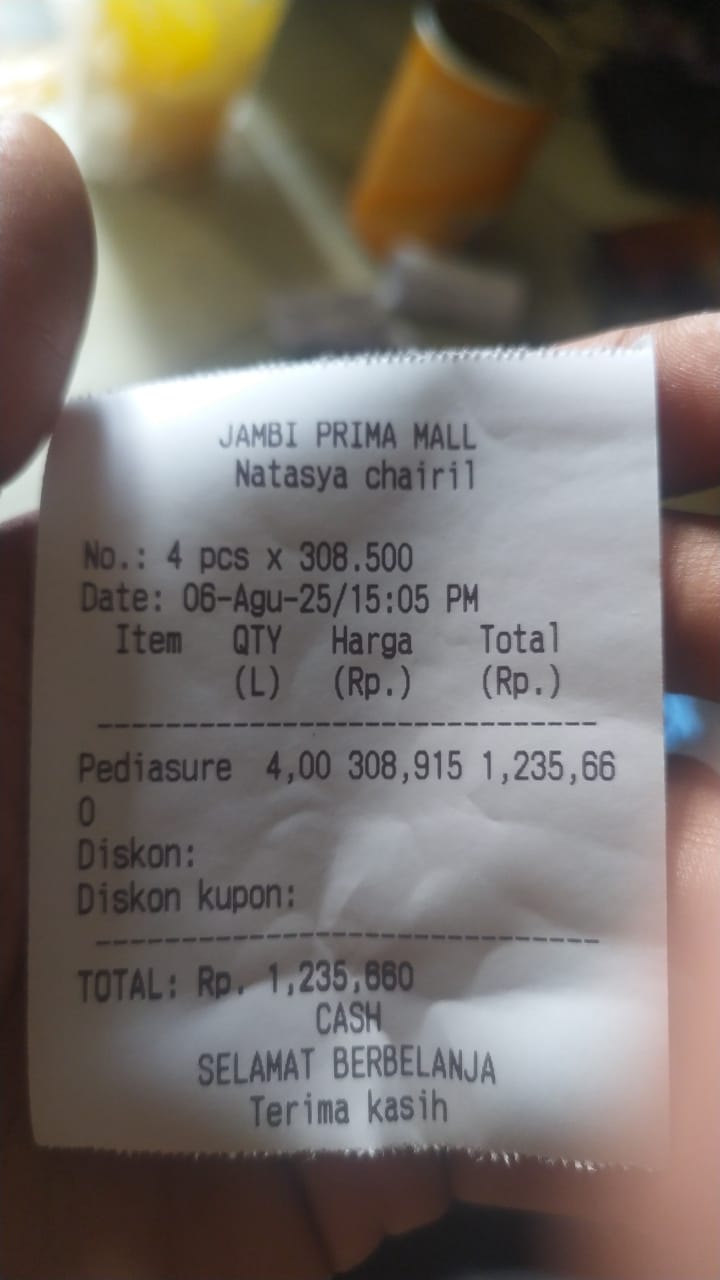 JAMBI PRIMA MALL
Natasya chairil
No.: 4 pcs x 308.500
Date: 06-Agu-25/15:05 PM
Item QTY Harga Total
(L) (Rp.) (Rp.)
------------------------------
Pediasure 4,00 308,915 1,235,66
0
Diskon:
Diskon kupon:
------------------------------
TOTAL: Rp. 1,235,660
CASH
SELAMAT BERBELANJA
Terima kasih